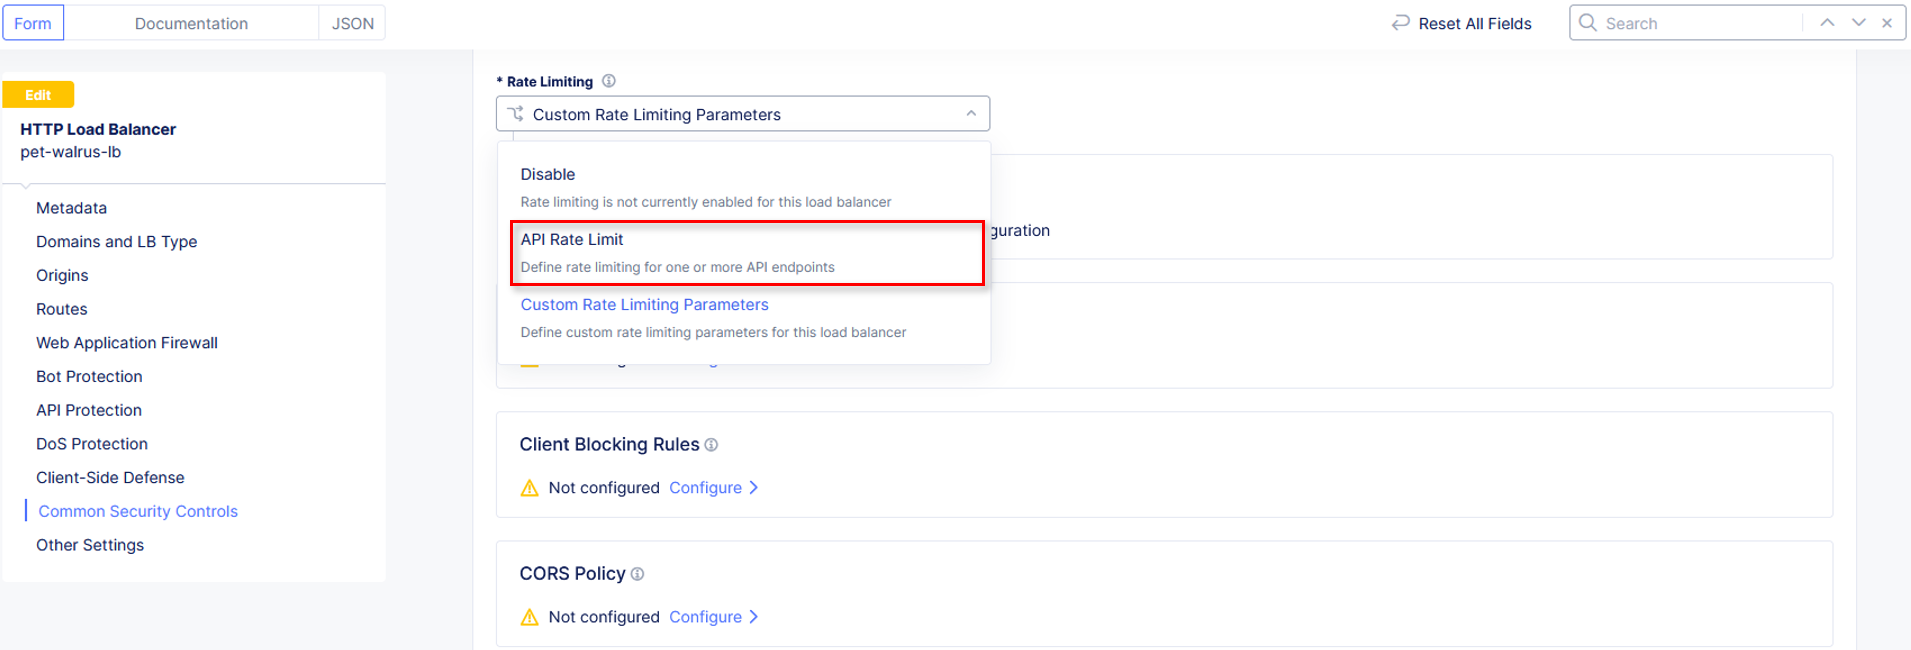 Form Documentation JSON Reset All Fields Search
Edit
HTTP Load Balancer
pet-walrus-lb
Metadata
Domains and LB Type
Origins
Routes
Web Application Firewall
Bot Protection
API Protection
DoS Protection
Client-Side Defense
Common Security Controls
Other Settings
* Rate Limiting
Custom Rate Limiting Parameters
Disable
Rate limiting is not currently enabled for this load balancer
API Rate Limit
guration
Define rate limiting for one or more API endpoints
Custom Rate Limiting Parameters
Define custom rate limiting parameters for this load balancer
Client Blocking Rules
Not configured Configure
CORS Policy
Not configured Configure